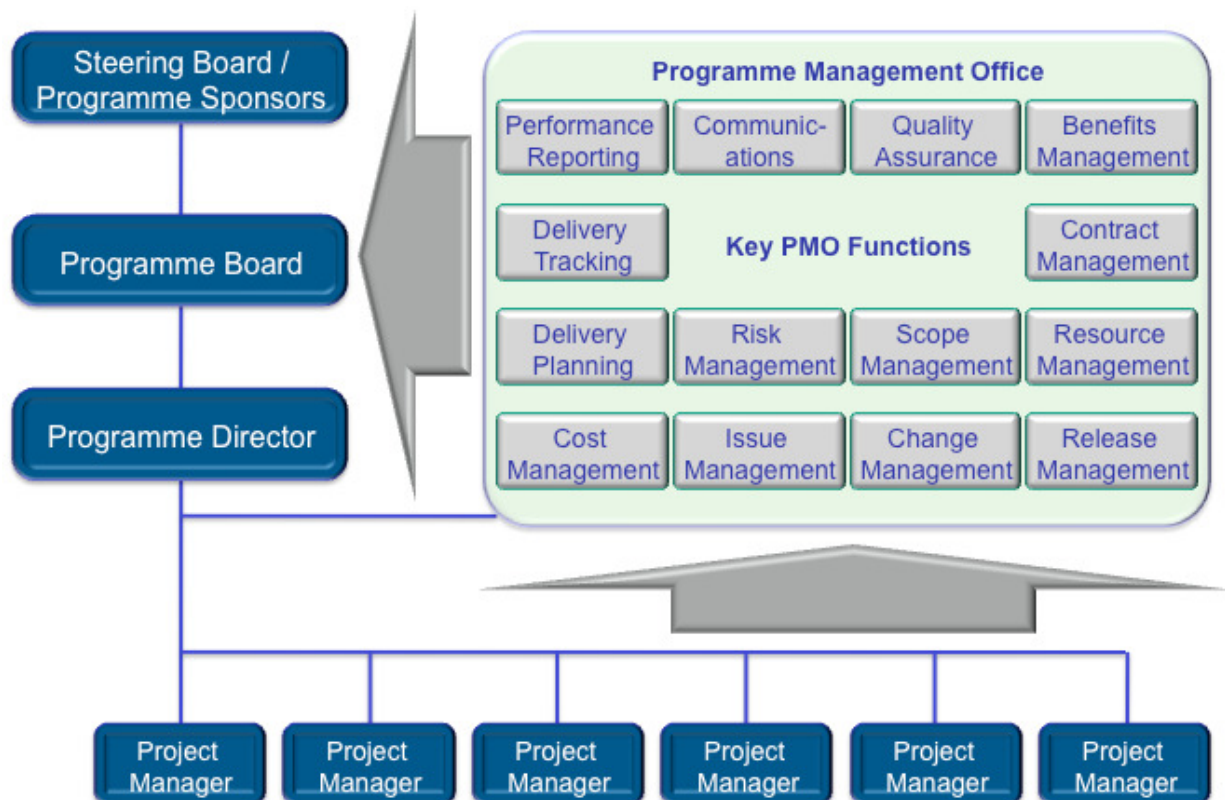 Steering Board /
Programme Sponsors
Programme Board
Programme Director
Programme Management Office
Performance
Reporting
Communic-
ations
Quality
Assurance
Benefits
Management
Delivery
Tracking
Key PMO Functions
Contract
Management
Delivery
Planning
Risk
Management
Scope
Management
Resource
Management
Cost
Management
Issue
Management
Change
Management
Release
Management
Project
Manager
Project
Manager
Project
Manager
Project
Manager
Project
Manager
Project
Manager